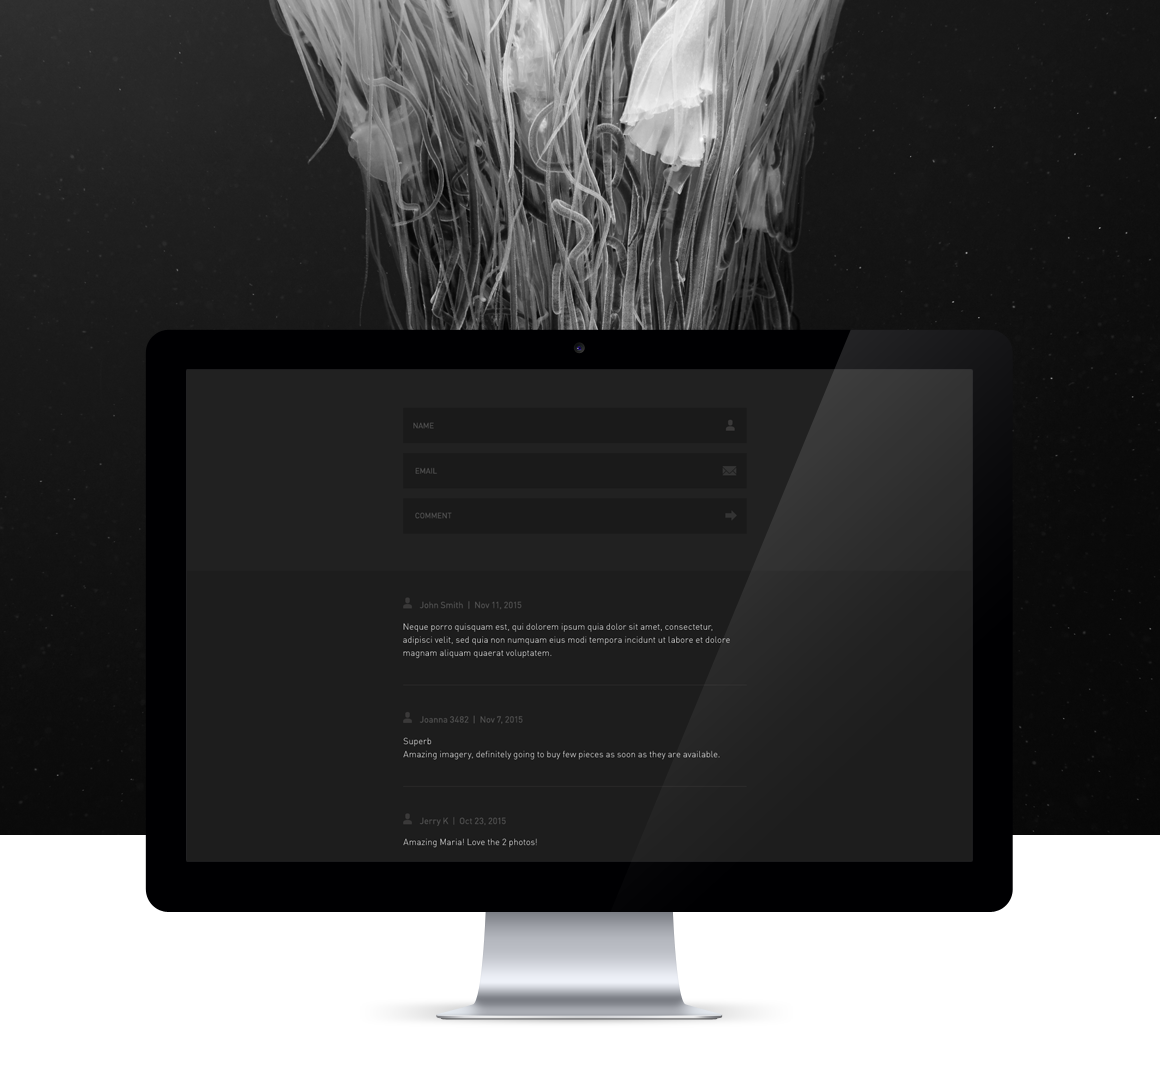 NAME
EMAIL
COMMENT
John Smith | Nov 11, 2015
Neque porro quisquam est, qui dolorem ipsum quia dolor sit amet, consectetur,
adipisci velit, sed quia non numquam eius modi tempora incidunt ut labore et dolore
magnam aliquam quaerat voluptatem.
Joanna 3482 | Nov 7, 2015
Superb
Amazing imagery, definitely going to buy few pieces as soon as they are available.
Jerry K | Oct 23, 2015
Amazing Maria! Love the 2 photos!